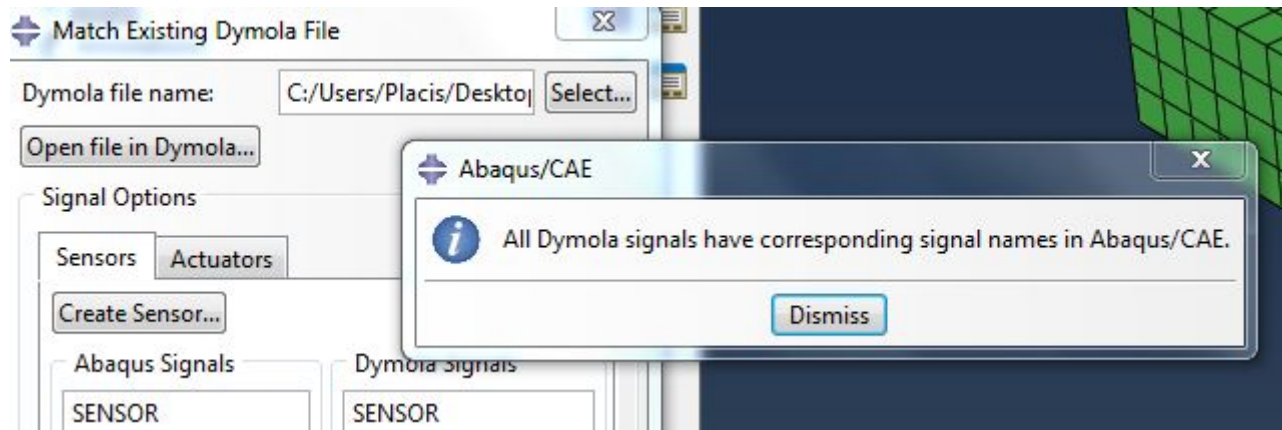 Match Existing Dymola File
Dymola file name:
C:/Users/Placis/Desktop
Select...
Open file in Dymola...
Abaqus/CAE
All Dymola signals have corresponding signal names in Abaqus/CAE.
Dismiss
Signal Options
Sensors
Actuators
Create Sensor...
Abaqus Signals
Dymola Signals
SENSOR
SENSOR